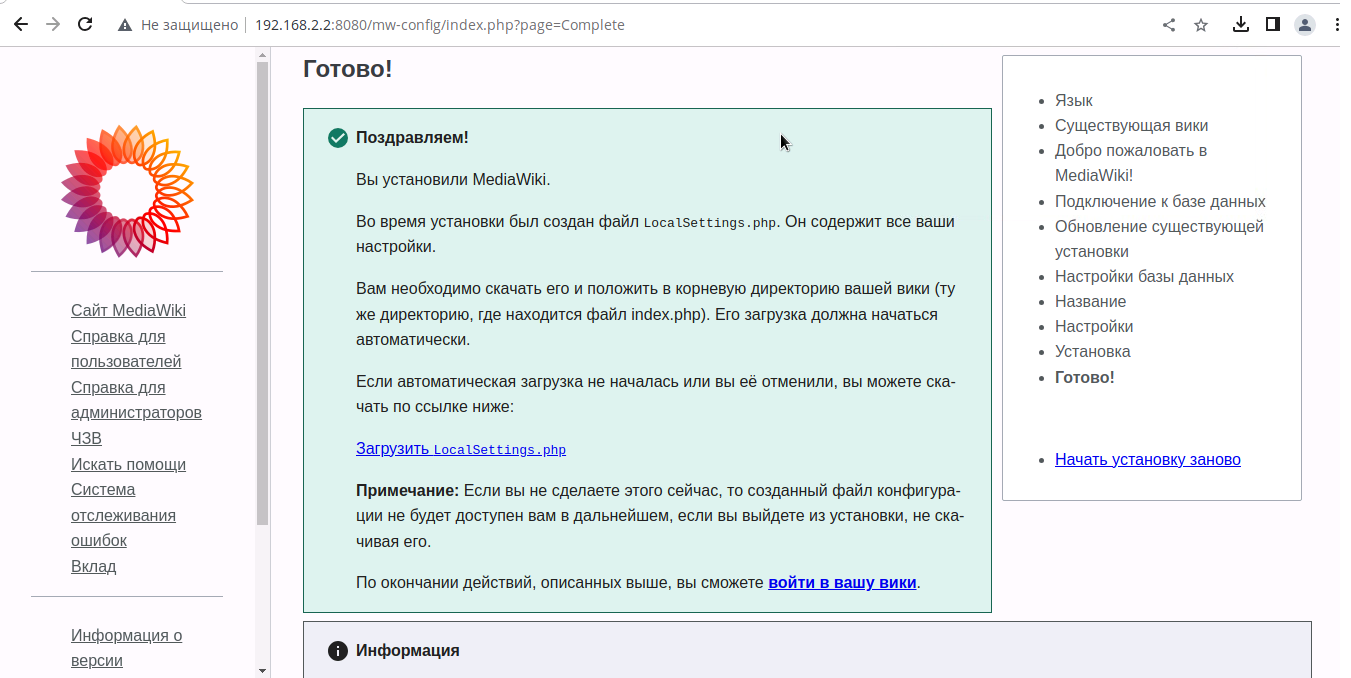 Не защищено
192.168.2.2:8080/mw-config/index.php?page=Complete
Сайт MediaWiki
Справка для
пользователей
Справка для
администраторов
ЧЗВ
Искать помощи
Система
отслеживания
ошибок
Вклад
Информация о
версии
Готово!
Поздравляем!
Вы установили MediaWiki.
Во время установки был создан файл LocalSettings.php. Он содержит все ваши
настройки.
Вам необходимо скачать его и положить в корневую директорию вашей вики (ту
же директорию, где находится файл index.php). Его загрузка должна начаться
автоматически.
Если автоматическая загрузка не началась или вы её отменили, вы можете ска-
чать по ссылке ниже:
Загрузить LocalSettings.php
Примечание: Если вы не сделаете этого сейчас, то созданный файл конфигура-
ции не будет доступен вам в дальнейшем, если вы выйдете из установки, не ска-
чивая его.
По окончании действий, описанных выше, вы сможете войти в вашу вики.
Информация
Язык
Существующая вики
Добро пожаловать в
MediaWiki!
Подключение к базе данных
Обновление существующей
установки
Настройки базы данных
Название
Настройки
Установка
Готово!
Начать установку заново